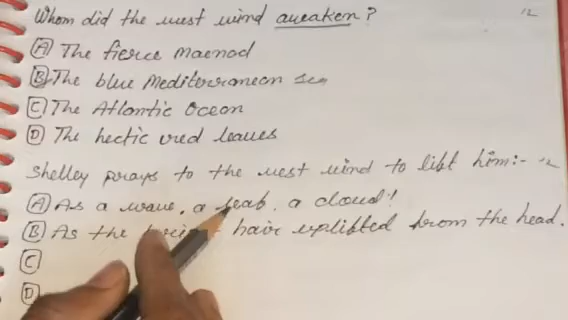 Whom did the west wind awaken? 12
A The fierce Maenad
B The blue Mediterranean sea
C The Atlantic Ocean
D The hectic red leaves
Shelley prays to the west wind to lift him:- 12
A As a wave, a leaf, a cloud!
B As the hair uplifted from the head.
C
D